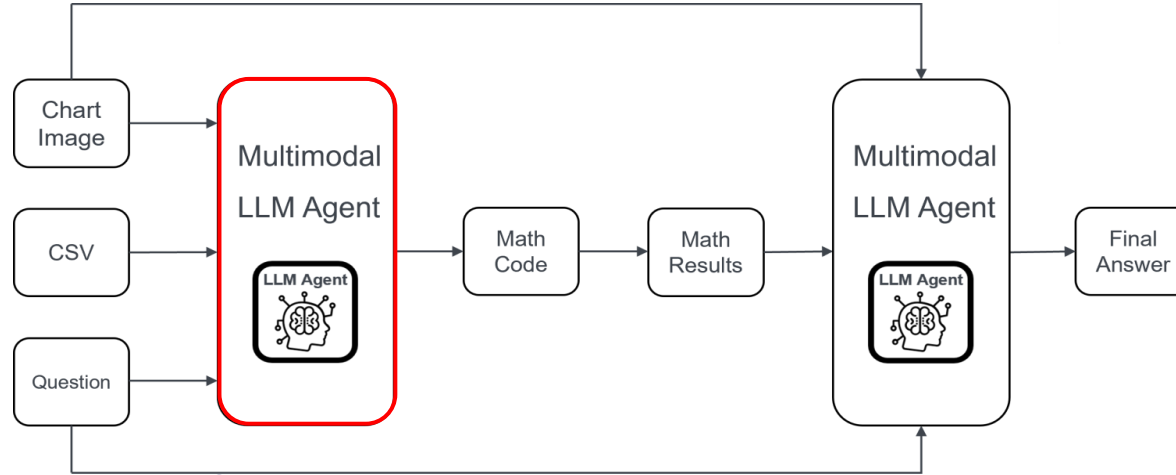 Chart
Image
CSV
Question
Multimodal
LLM Agent
LLM Agent
Math
Code
Math
Results
Multimodal
LLM Agent
LLM Agent
Final
Answer